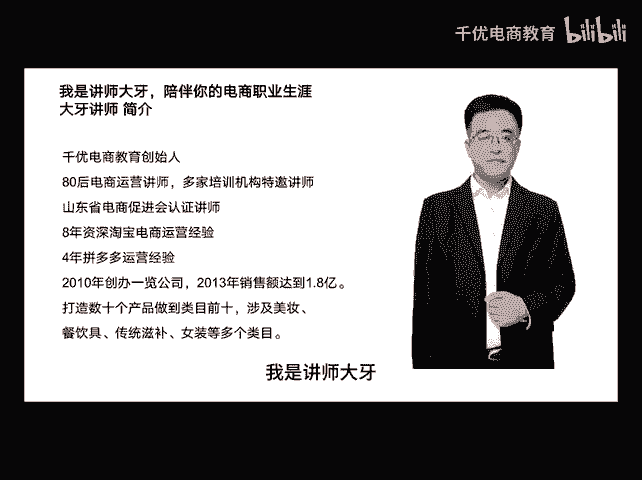 千优电商教育 bilibili
我是讲师大牙，陪伴你的电商职业生涯
大牙讲师 简介
千优电商教育创始人
80后电商运营讲师，多家培训机构特邀讲师
山东省电商促进会认证讲师
8年资深淘宝电商运营经验
4年拼多多运营经验
2010年创办一览公司，2013年销售额达到1.8亿。
打造数十个产品做到类目前十，涉及美妆、
餐饮具、传统滋补、女装等多个类目。
我是讲师大牙